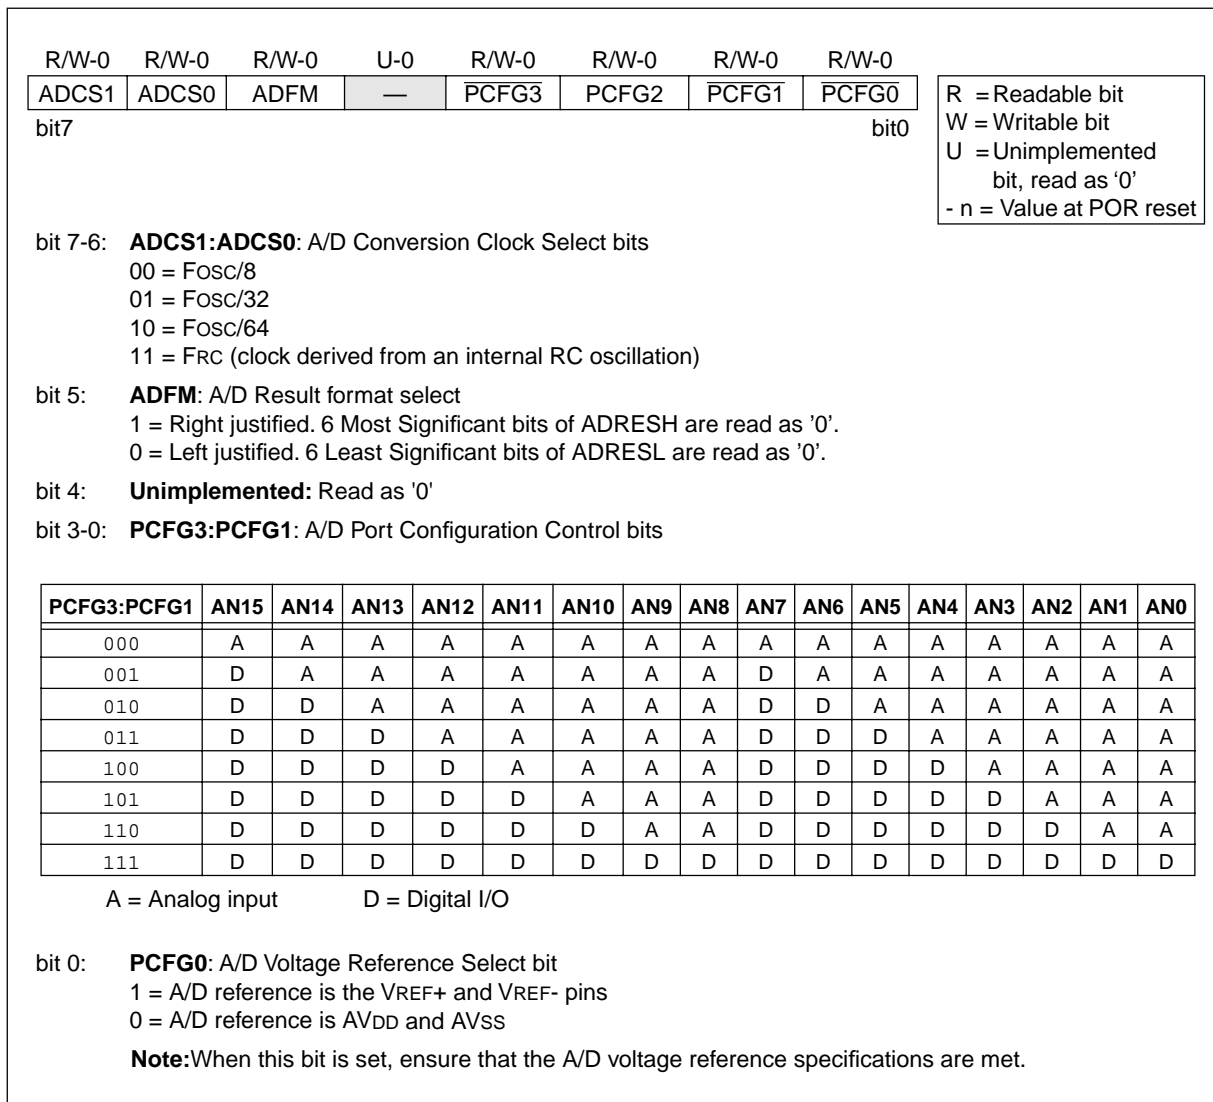 R/W-0 R/W-0 R/W-0 U-0 R/W-0 R/W-0 R/W-0 R/W-0
ADCS1 ADCS0 ADFM — PCFG3 PCFG2 PCFG1 PCFG0
bit7 bit0
R = Readable bit
W = Writable bit
U = Unimplemented
bit, read as ‘0’
- n = Value at POR reset
bit 7-6: ADCS1:ADCS0: A/D Conversion Clock Select bits
00 = FOSC/8
01 = FOSC/32
10 = FOSC/64
11 = FRC (clock derived from an internal RC oscillation)
bit 5: ADFM: A/D Result format select
1 = Right justified. 6 Most Significant bits of ADRESH are read as ’0’.
0 = Left justified. 6 Least Significant bits of ADRESL are read as ’0’.
bit 4: Unimplemented: Read as '0'
bit 3-0: PCFG3:PCFG1: A/D Port Configuration Control bits
PCFG3:PCFG1 AN15 AN14 AN13 AN12 AN11 AN10 AN9 AN8 AN7 AN6 AN5 AN4 AN3 AN2 AN1 AN0
000 A A A A A A A A A A A A A A A A
001 D A A A A A A A D A A A A A A A
010 D D A A A A A A D D A A A A A A
011 D D D A A A A A D D D A A A A A
100 D D D D A A A A D D D D A A A A
101 D D D D D A A A D D D D D A A A
110 D D D D D D A A D D D D D D A A
111 D D D D D D D D D D D D D D D D
A = Analog input D = Digital I/O
bit 0: PCFG0: A/D Voltage Reference Select bit
1 = A/D reference is the VREF+ and VREF- pins
0 = A/D reference is AVDD and AVSS
Note:When this bit is set, ensure that the A/D voltage reference specifications are met.